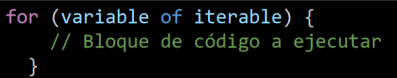 for (variable of iterable) {
// Bloque de código a ejecutar
}